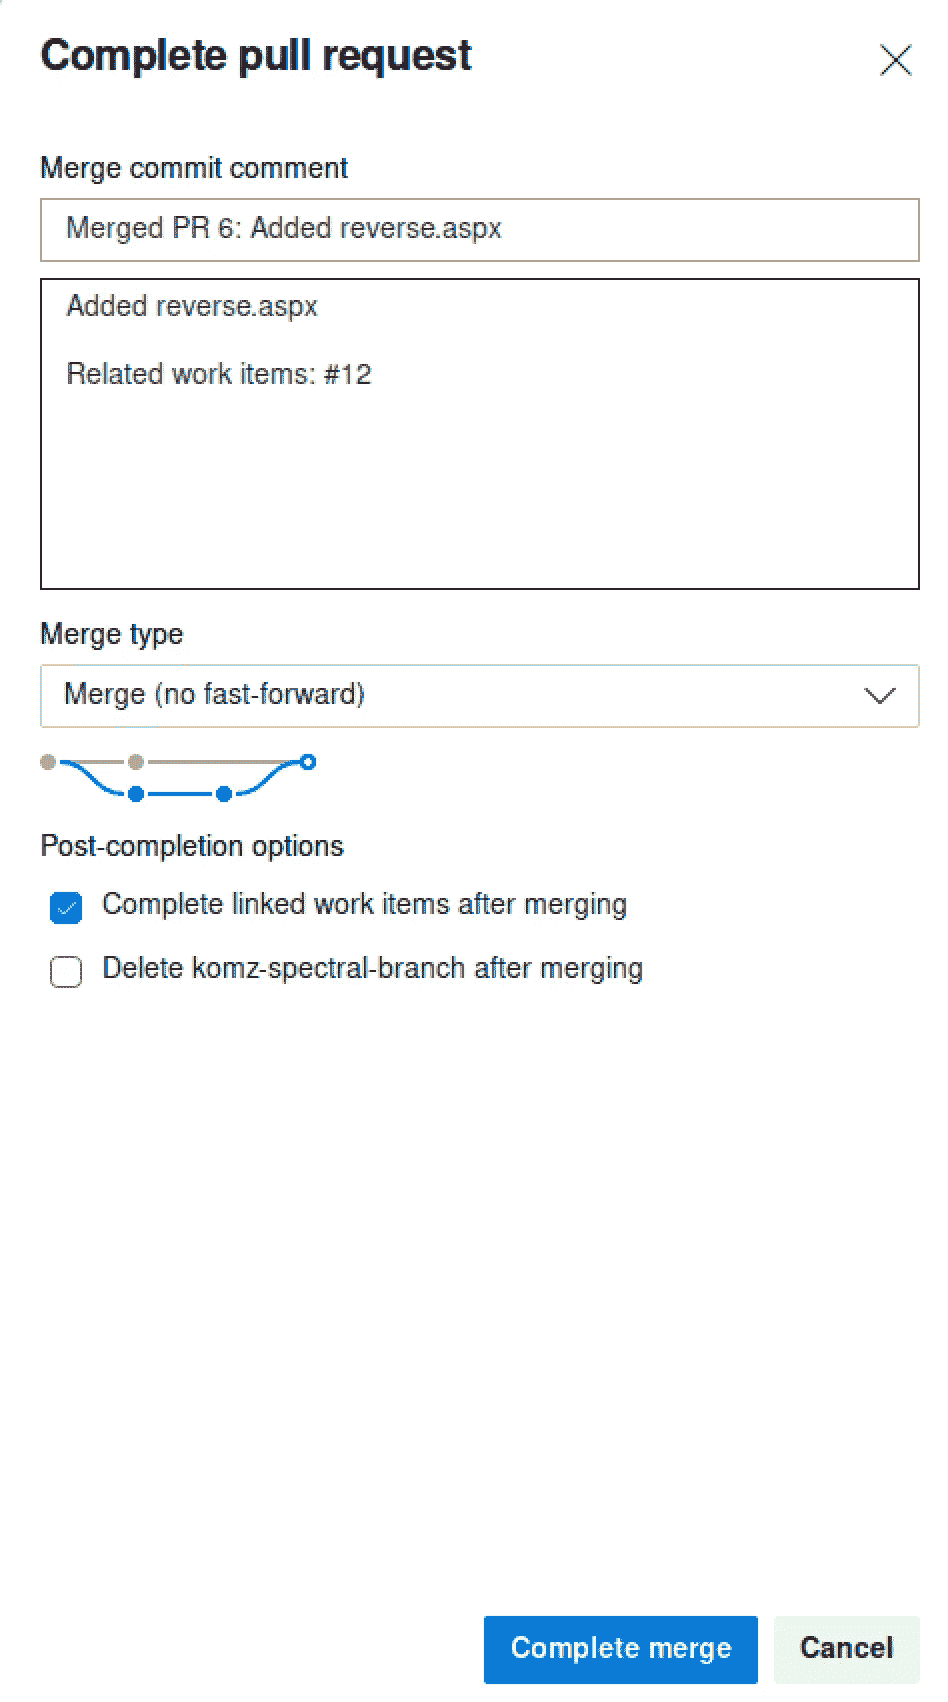 Complete pull request
Merge commit comment
Merged PR 6: Added reverse.aspx
Added reverse.aspx
Related work items: #12
Merge type
Merge (no fast-forward)
Post-completion options
Complete linked work items after merging
Delete komz-spectral-branch after merging
Complete merge
Cancel